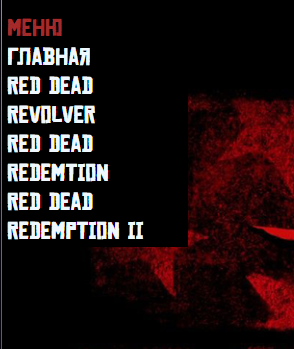 МЕНЮ
ГЛАВНАЯ
RED DEAD
REVOLVER
RED DEAD
REDEMTION
RED DEAD
REDEMPTION II